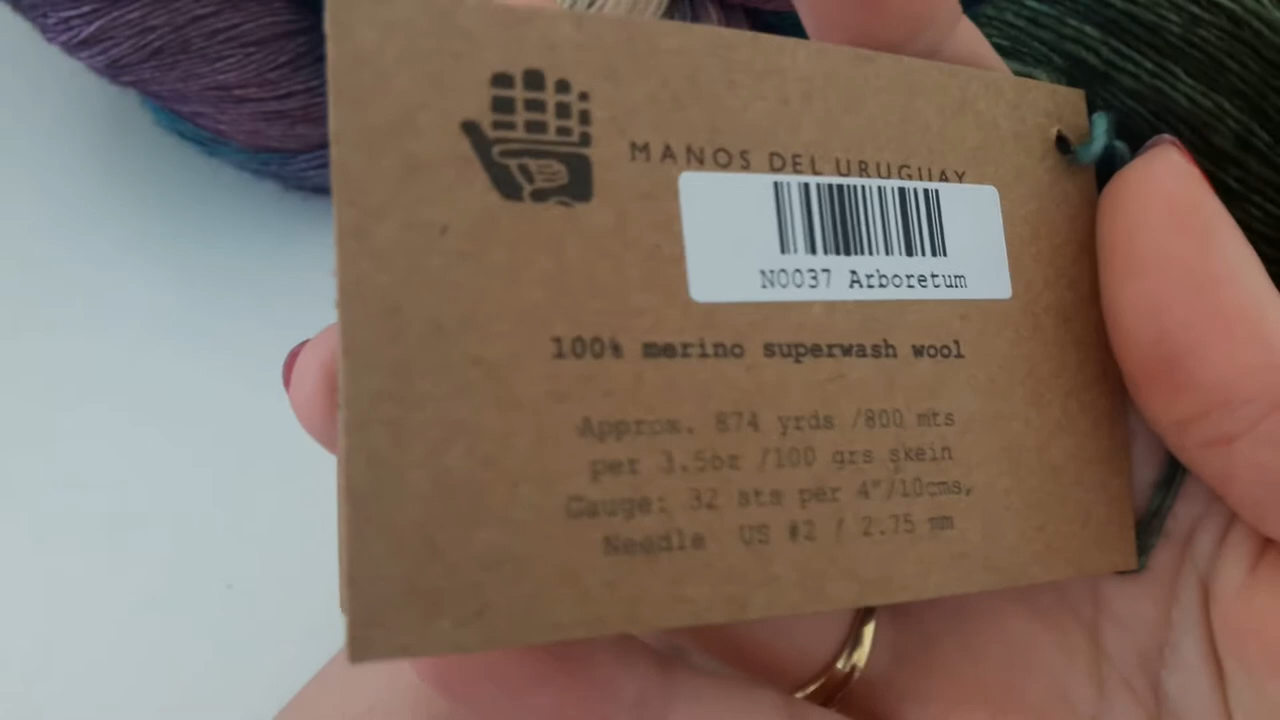 MANOS DEL URUGUAY
N0037 Arboretum
100% merino superwash wool
Approx. 874 yrds /800 mts
per 3.5oz /100 grs skein
Gauge: 32 sts per 4"/10cms,
Needle US #2 / 2.75 mm